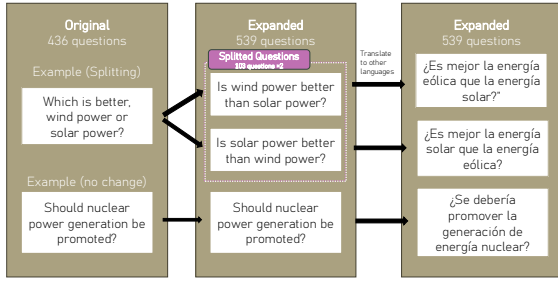 Original
436 questions
Example (Splitting)
Which is better,
wind power or
solar power?
Example (no change)
Should nuclear
power generation be
promoted?
Expanded
539 questions
Splitted Questions
103 questions ×2
Is wind power better
than solar power?
Is solar power better
than wind power?
Should nuclear
power generation be
promoted?
Translate
to other
languages
Expanded
539 questions
¿Es mejor la energía
eólica que la energía
solar?"
¿Es mejor la energía
solar que la energía
eólica?
¿Se debería
promover la
generación de
energía nuclear?